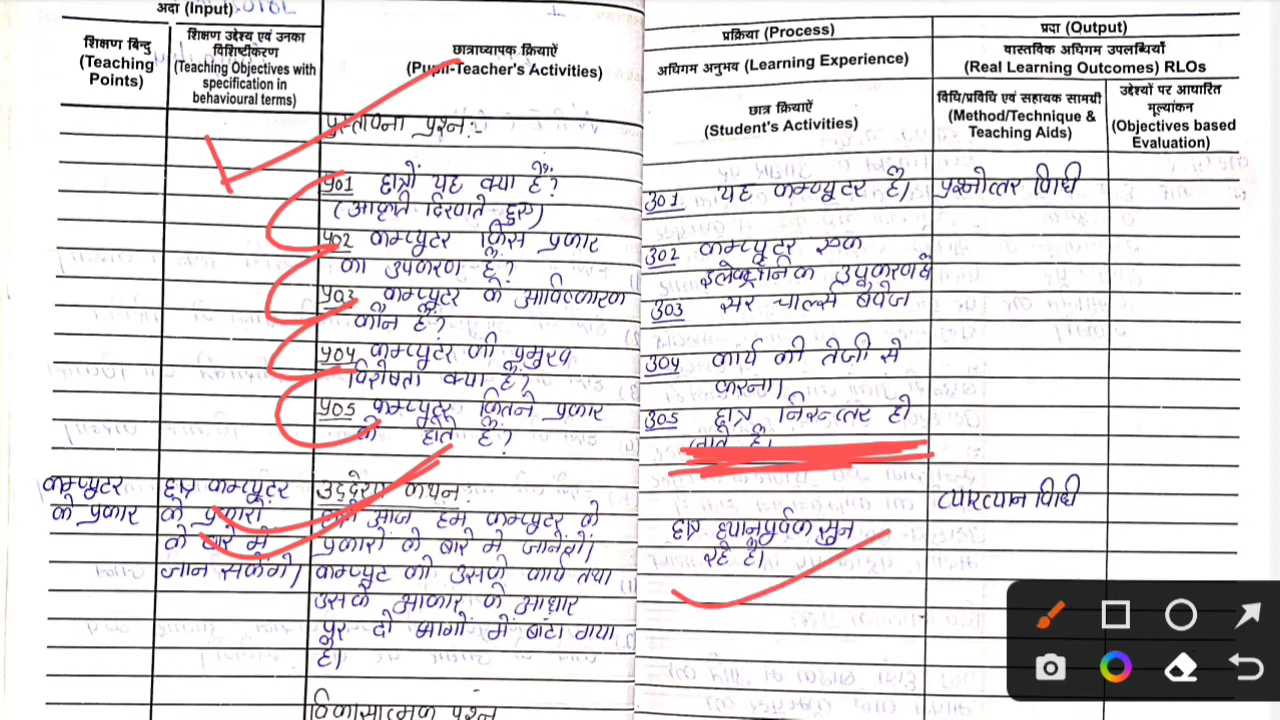 अदा (Input)
शिक्षण बिन्दु
(Teaching
Points)
शिक्षण उद्देश्य एवं उनका
विशिष्टीकरण
(Teaching Objectives with
specification in
behavioural terms)
छात्राध्यापक क्रियाऐं
(Pupil-Teacher's Activities)
प्रक्रिया (Process)
अधिगम अनुभव (Learning Experience)
छात्र क्रियाऐं
(Student's Activities)
प्रदा (Qutput)
वास्तविक अधिगम उपलब्धियाँ
(Real Learning Outcomes) RLOs
विधि/प्रविधि एवं सहायक सामग्री
(Method/Technique &
Teaching Aids)
उद्देश्यों पर आधारित
मूल्यांकन
(Objectives based
Evaluation)
प्रस्तावना प्रश्न:-
प्र01 छात्रों यह क्या है?
(आकृति दिखाते हुए)
प्र02 कम्प्यूटर किस प्रकार
का उपकरण है?
प्र03 कम्प्यूटर के आविष्कारक
कौन है?
प्र04 कम्प्यूटर की प्रमुख
विशेषता क्या है?
प्र05 कम्प्यूटर कितने प्रकार
के होते है?
उ01 यह कम्प्यूटर है।
प्रश्नोत्तर विधी
उ02 कम्प्यूटर एक
इलेक्ट्रॉनिक उपकरण है
उ03 सर चार्ल्स बैवेज
उ04 कार्य को तेजी से
करना।
उ05 छात्र निरन्तर हो
जाते है।
कम्प्यूटर
के प्रकार
छात्र कम्प्यूटर
के प्रकारों
के बारे में
जान सकेंगे।
उद्देश्य कथन:
आज हम कम्प्यूटर के
प्रकारों के बारे में जानेंगे।
कम्प्यूट को उसके कार्य तथा
उसके आकार के आधार
पर दो भागों में बांटा गया
है।
छात्र ध्यानपूर्वक सुन
रहे है।
व्याख्यान विधी
विकासात्मक प्रश्न